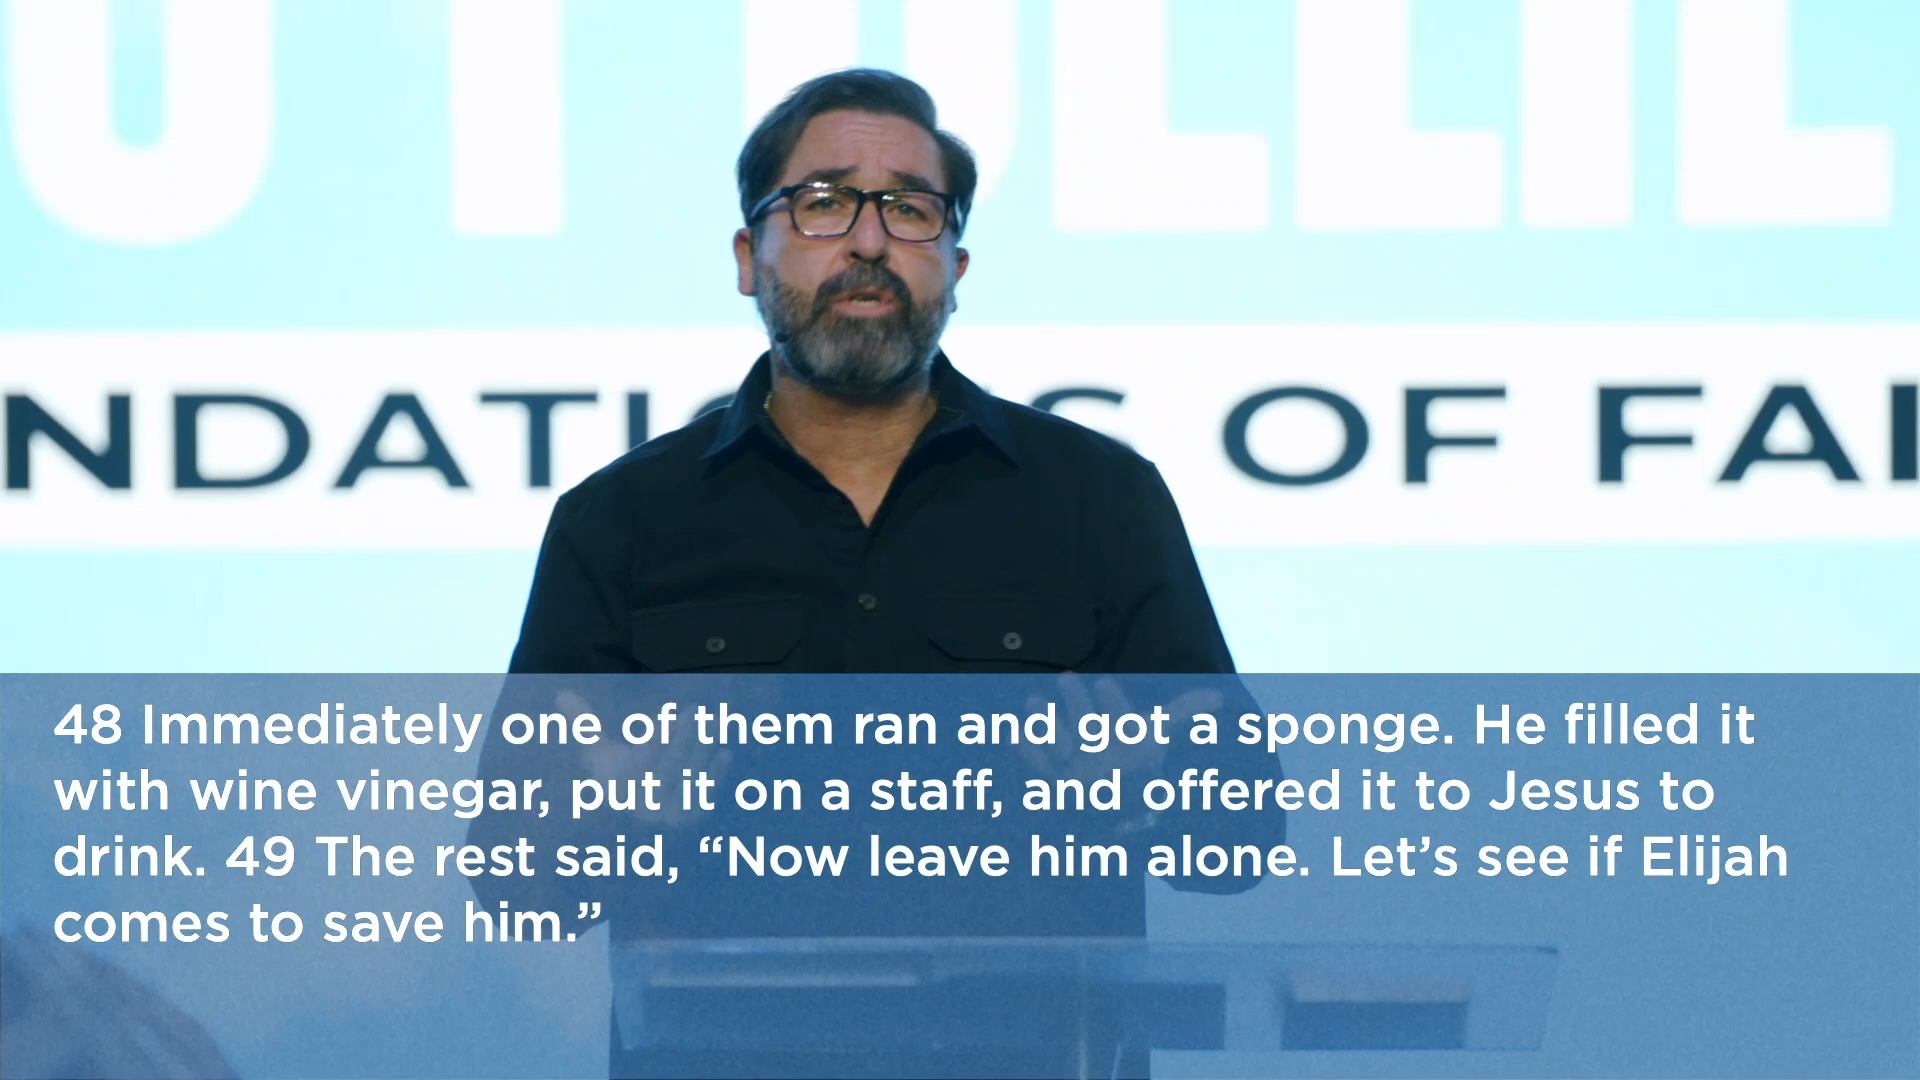 48 Immediately one of them ran and got a sponge. He filled it
with wine vinegar, put it on a staff, and offered it to Jesus to
drink. 49 The rest said, “Now leave him alone. Let’s see if Elijah
comes to save him.”
OF